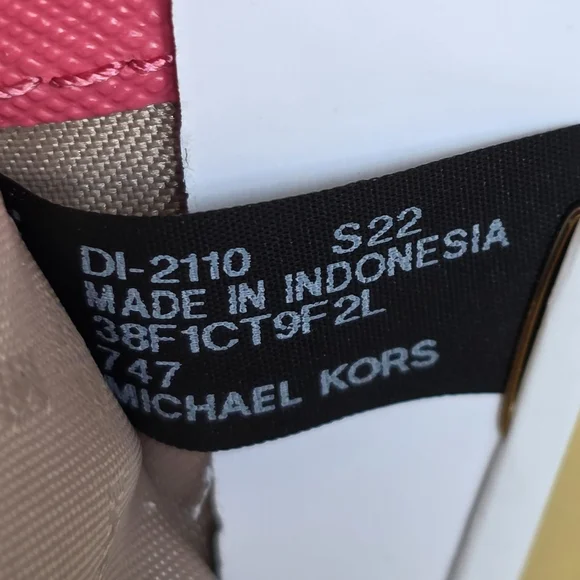 DI-2110 S22
MADE IN INDONESIA
38F1CT9F2L
747
MICHAEL KORS